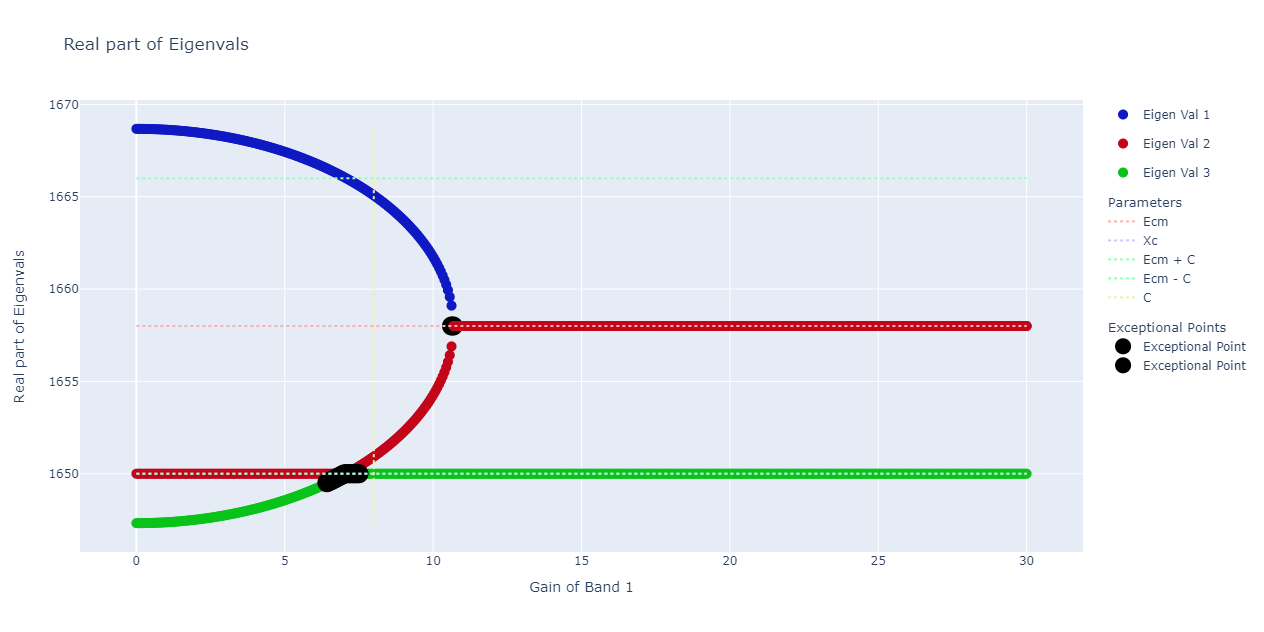 Real part of Eigenvals
1670
1665
1660
1655
1650
Real part of Eigenvals
0 5 10 15 20 25 30
Gain of Band 1
Eigen Val 1
Eigen Val 2
Eigen Val 3
Parameters
Ecm
Xc
Ecm + C
Ecm - C
C
Exceptional Points
Exceptional Point
Exceptional Point